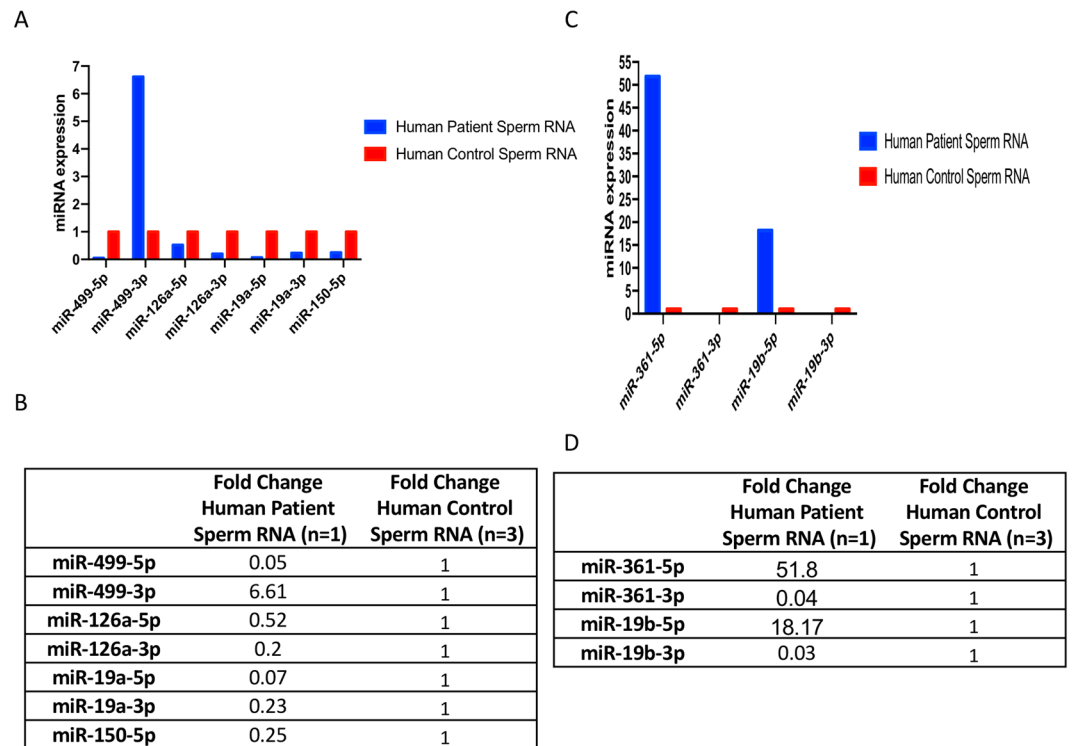 A
7
6
5
4
3
2
1
0
miRNA expression
miR-499-5p
miR-499-3p
miR-126a-5p
miR-126a-3p
miR-19a-5p
miR-19a-3p
miR-150-5p
Human Patient Sperm RNA
Human Control Sperm RNA
C
55
50
45
40
35
30
25
20
15
10
5
0
miRNA expression
miR-361-5p
miR-361-3p
miR-19b-5p
miR-19b-3p
Human Patient Sperm RNA
Human Control Sperm RNA
B
Fold Change Human Patient Sperm RNA (n=1) Fold Change Human Control Sperm RNA (n=3)
miR-499-5p 0.05 1
miR-499-3p 6.61 1
miR-126a-5p 0.52 1
miR-126a-3p 0.2 1
miR-19a-5p 0.07 1
miR-19a-3p 0.23 1
miR-150-5p 0.25 1
D
Fold Change Human Patient Sperm RNA (n=1) Fold Change Human Control Sperm RNA (n=3)
miR-361-5p 51.8 1
miR-361-3p 0.04 1
miR-19b-5p 18.17 1
miR-19b-3p 0.03 1